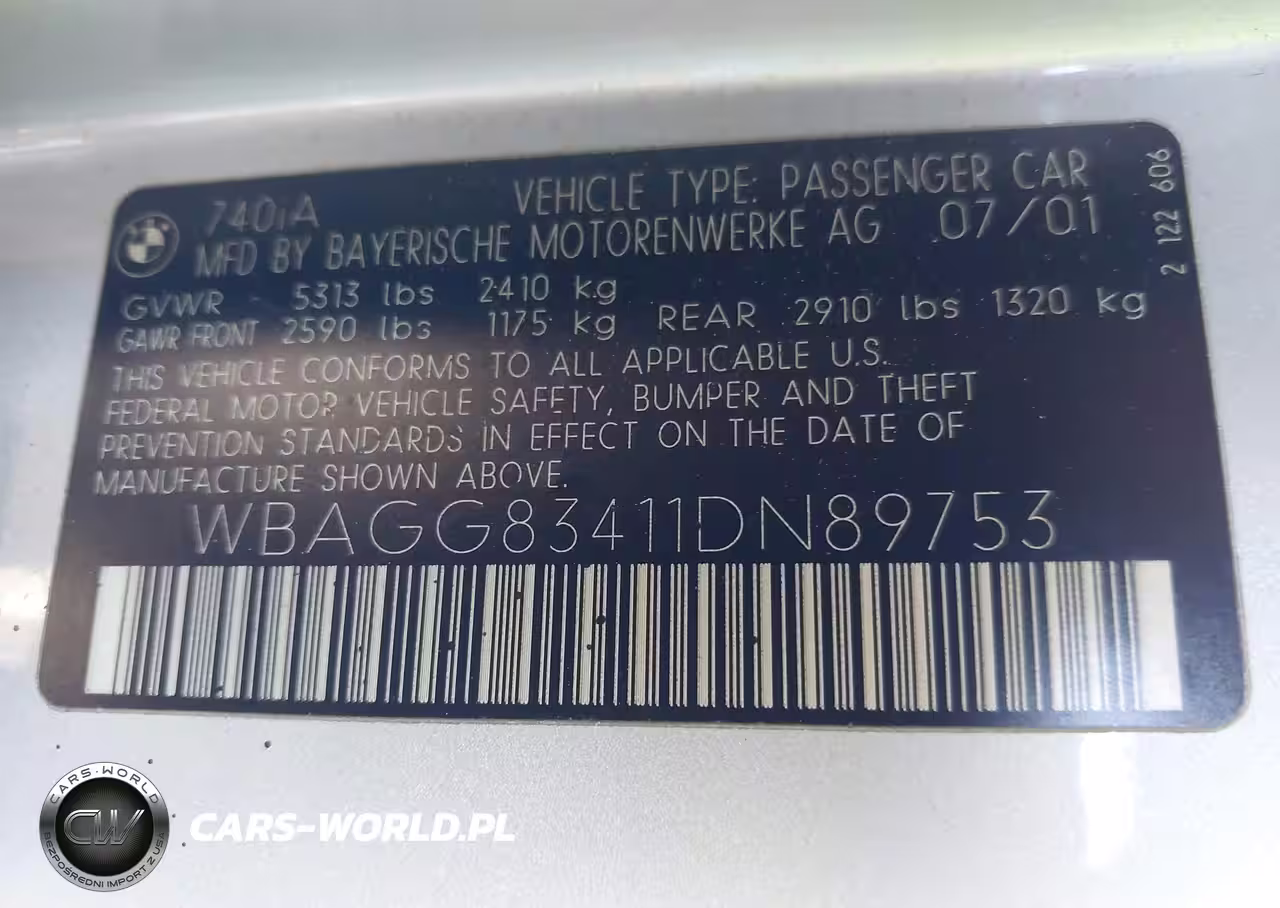 740iA VEHICLE TYPE: PASSENGER CAR
MFD BY BAYERISCHE MOTORENWERKE AG 07/01
GVWR 5313 lbs 2410 kg
GAWR FRONT 2590 lbs 1175 kg REAR 2910 lbs 1320 kg
THIS VEHICLE CONFORMS TO ALL APPLICABLE U.S.
FEDERAL MOTOR VEHICLE SAFETY, BUMPER AND THEFT
PREVENTION STANDARDS IN EFFECT ON THE DATE OF
MANUFACTURE SHOWN ABOVE.
WBAGG83411DN89753
2 122 606
CARS-WORLD
CW
BEZPOŚREDNI IMPORT Z USA
CARS-WORLD.PL